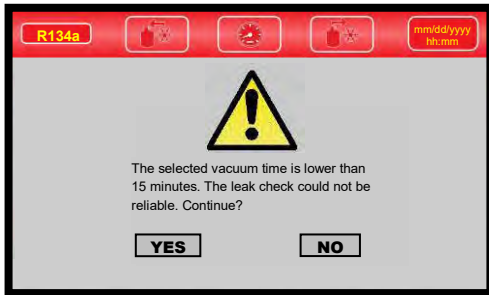 R134a
mm/dd/yyyy
hh:mm
The selected vacuum time is lower than
15 minutes. The leak check could not be
reliable. Continue?
YES
NO